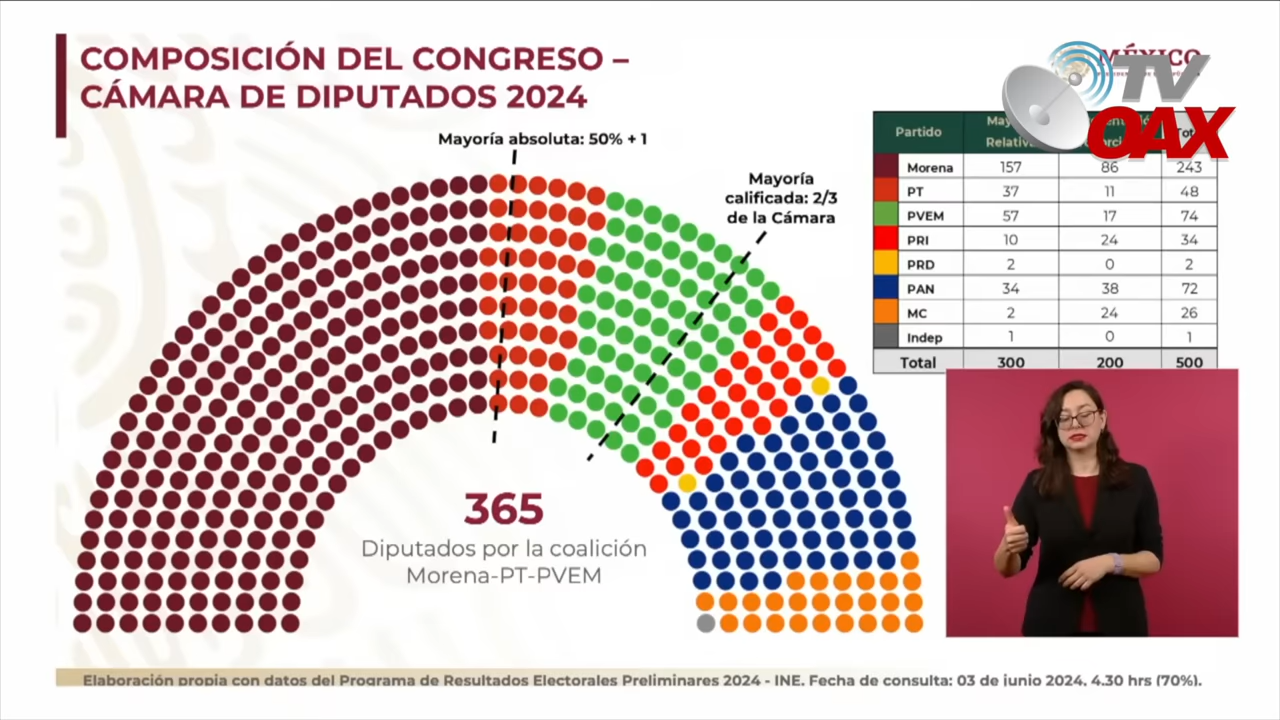 COMPOSICIÓN DEL CONGRESO –
CÁMARA DE DIPUTADOS 2024
MÉXICO
TV
OAX
Mayoría absoluta: 50% + 1
Mayoría
calificada: 2/3
de la Cámara
Partido
Relativa
Morena 157 86 243
PT 37 11 48
PVEM 57 17 74
PRI 10 24 34
PRD 2 0 2
PAN 34 38 72
MC 2 24 26
Indep 1 0 1
Total 300 200 500
365
Diputados por la coalición
Morena-PT-PVEM
Elaboración propia con datos del Programa de Resultados Electorales Preliminares 2024 - INE. Fecha de consulta: 03 de junio 2024, 4.30 hrs (70%).